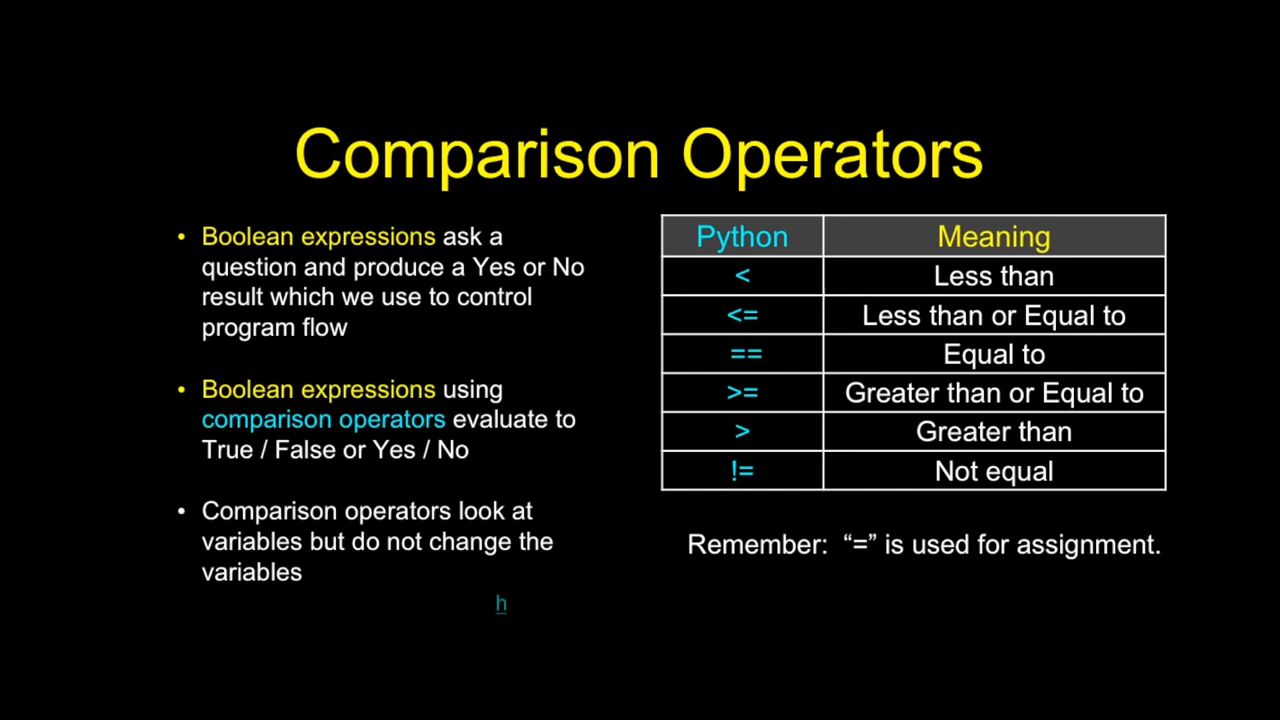 Comparison Operators
• Boolean expressions ask a
question and produce a Yes or No
result which we use to control
program flow
• Boolean expressions using
comparison operators evaluate to
True / False or Yes / No
• Comparison operators look at
variables but do not change the
variables
h
Python Meaning
< Less than
<= Less than or Equal to
== Equal to
>= Greater than or Equal to
> Greater than
!= Not equal
Remember: “=” is used for assignment.